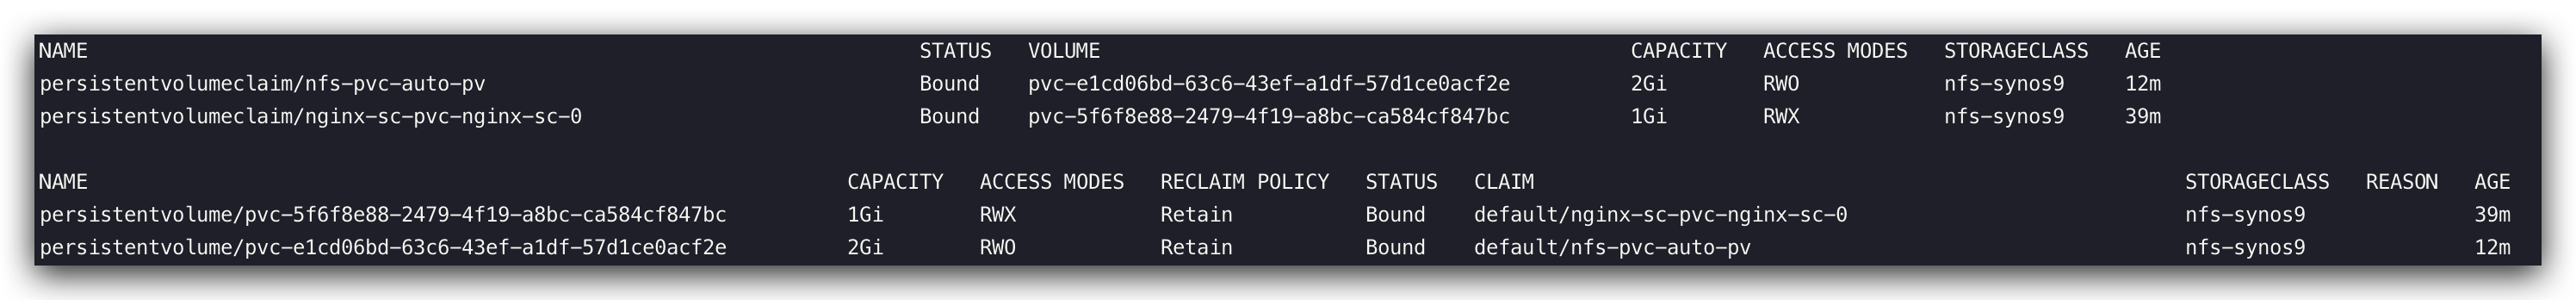 NAME STATUS VOLUME CAPACITY ACCESS MODES STORAGECLASS AGE
persistentvolumeclaim/nfs-pvc-auto-pv Bound pvc-e1cd06bd-63c6-43ef-a1df-57d1ce0acf2e 2Gi RWO nfs-synos9 12m
persistentvolumeclaim/nginx-sc-pvc-nginx-sc-0 Bound pvc-5f6f8e88-2479-4f19-a8bc-ca584cf847bc 1Gi RWX nfs-synos9 39m
NAME CAPACITY ACCESS MODES RECLAIM POLICY STATUS CLAIM STORAGECLASS REASON AGE
persistentvolume/pvc-5f6f8e88-2479-4f19-a8bc-ca584cf847bc 1Gi RWX Retain Bound default/nginx-sc-pvc-nginx-sc-0 nfs-synos9 39m
persistentvolume/pvc-e1cd06bd-63c6-43ef-a1df-57d1ce0acf2e 2Gi RWO Retain Bound default/nfs-pvc-auto-pv nfs-synos9 12m